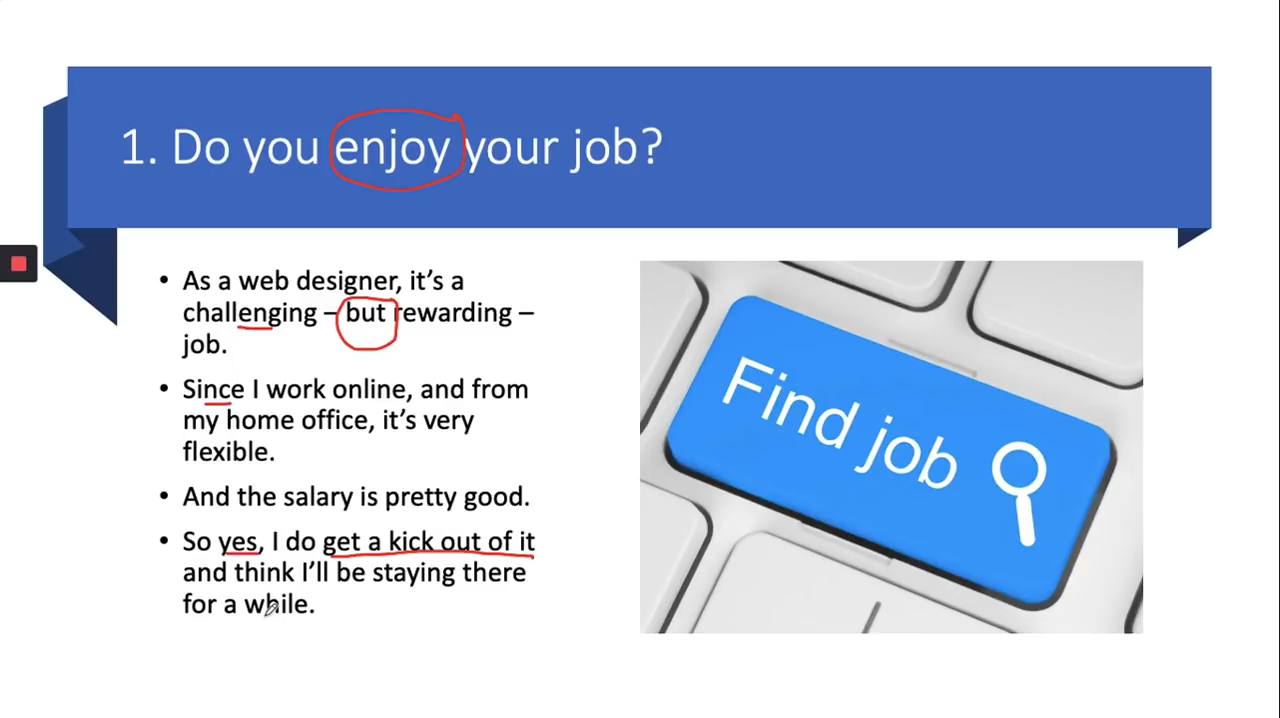 1. Do you enjoy your job?
• As a web designer, it's a
challenging – but rewarding –
job.
• Since I work online, and from
my home office, it's very
flexible.
• And the salary is pretty good.
• So yes, I do get a kick out of it
and think I'll be staying there
for a while.
Find job